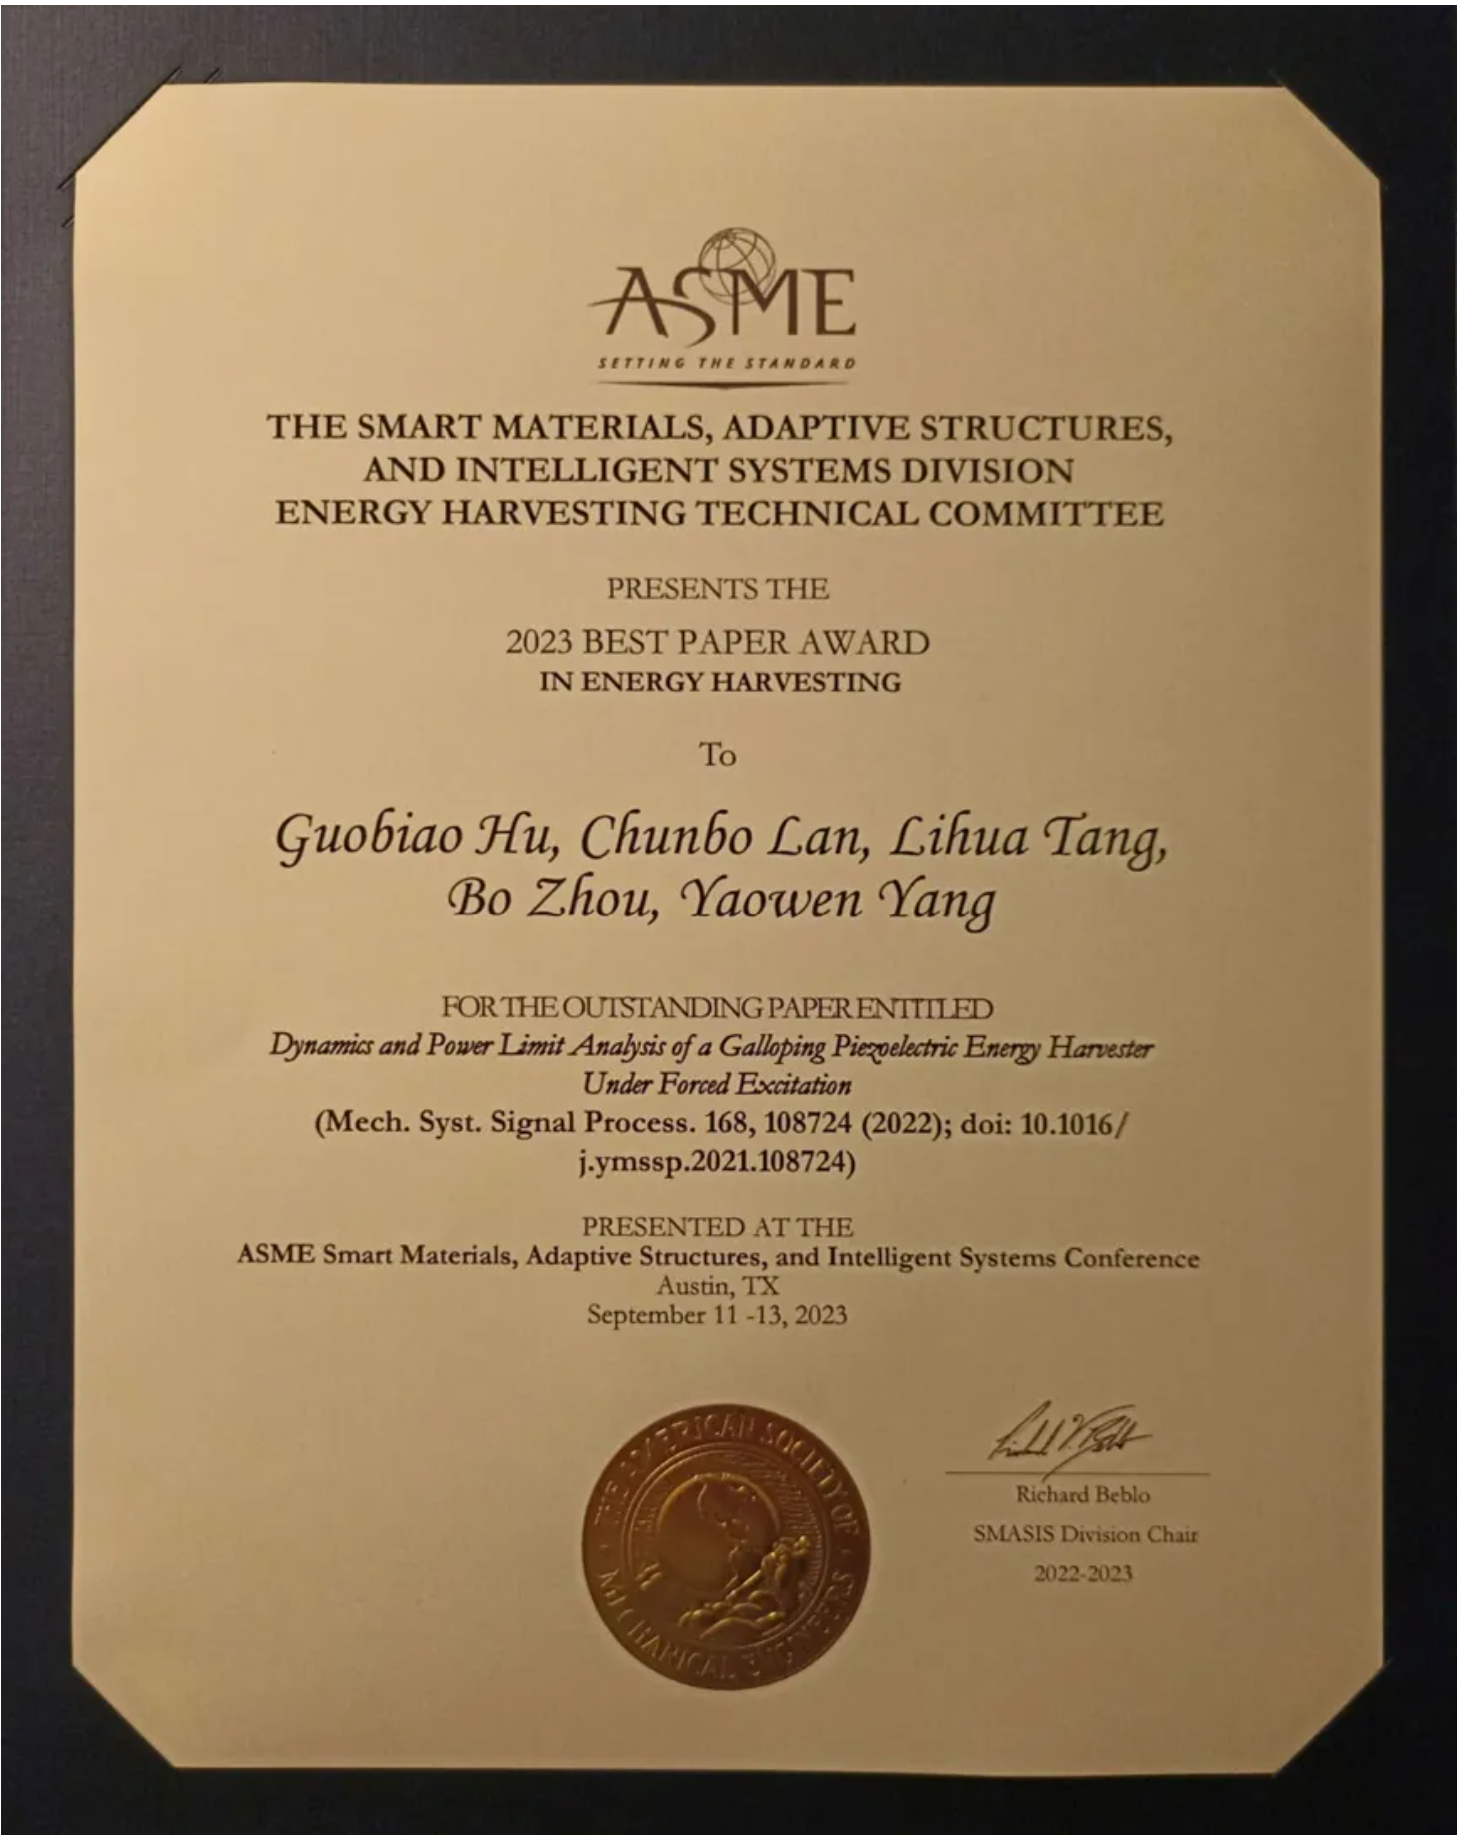 ASME
SETTING THE STANDARD
THE SMART MATERIALS, ADAPTIVE STRUCTURES,
AND INTELLIGENT SYSTEMS DIVISION
ENERGY HARVESTING TECHNICAL COMMITTEE
PRESENTS THE
2023 BEST PAPER AWARD
IN ENERGY HARVESTING
To
Guobiao Hu, Chunbo Lan, Lihua Tang,
Bo Zhou, Yaowen Yang
FOR THE OUTSTANDING PAPER ENTITLED
Dynamics and Power Limit Analysis of a Galloping Piezoelectric Energy Harvester
Under Forced Excitation
(Mech. Syst. Signal Process. 168, 108724 (2022); doi: 10.1016/
j.ymssp.2021.108724)
PRESENTED AT THE
ASME Smart Materials, Adaptive Structures, and Intelligent Systems Conference
Austin, TX
September 11 -13, 2023
THE AMERICAN SOCIETY OF
MECHANICAL ENGINEERS
Richard Beblo
SMASIS Division Chair
2022-2023